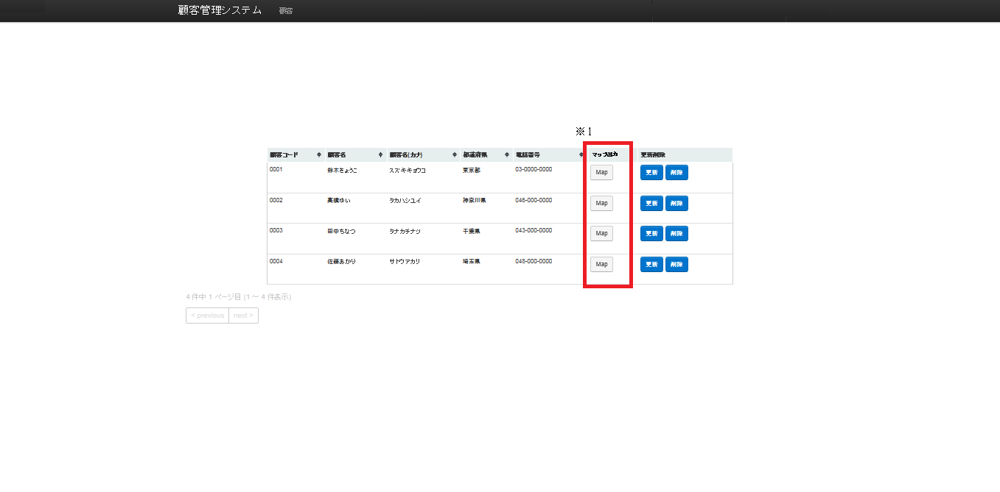 顧客管理システム 顧客
※1
顧客コード 顧客名 顧客名(カナ) 都道府県 電話番号 マップ出力 更新削除
0001 鈴木きょうこ スズキキョウコ 東京都 03-0000-0000 Map 更新 削除
0002 高橋ゆい タカハシユイ 神奈川県 046-000-0000 Map 更新 削除
0003 田中ちなつ タナカチナツ 千葉県 043-000-0000 Map 更新 削除
0004 佐藤あかり サトウアカリ 埼玉県 048-000-0000 Map 更新 削除
4 件中 1 ページ目 (1 ～ 4 件表示)
< previous next >